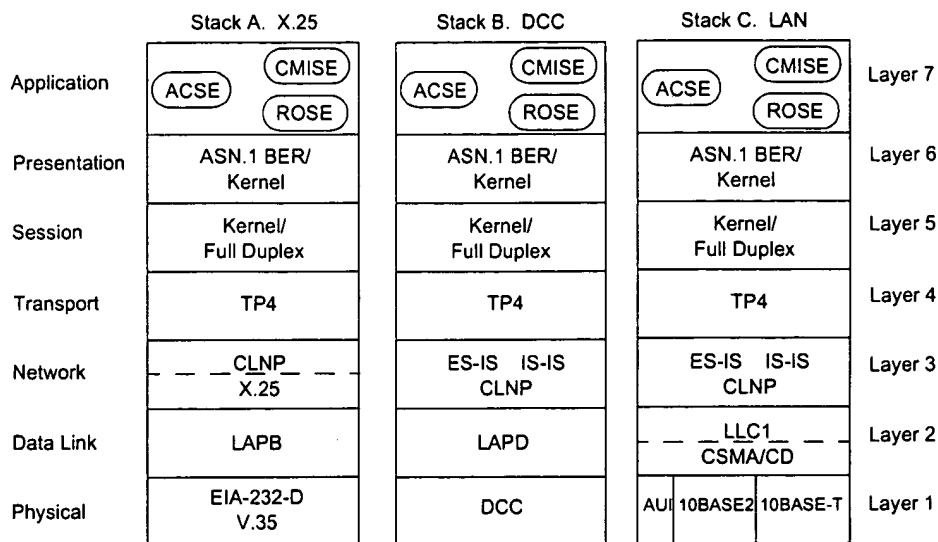 Stack A. X.25
Stack B. DCC
Stack C. LAN
Application
ACSE
CMISE
ROSE
ACSE
CMISE
ROSE
ACSE
CMISE
ROSE
Layer 7
Presentation
ASN.1 BER/
Kernel
ASN.1 BER/
Kernel
ASN.1 BER/
Kernel
Layer 6
Session
Kernel/
Full Duplex
Kernel/
Full Duplex
Kernel/
Full Duplex
Layer 5
Transport
TP4
TP4
TP4
Layer 4
Network
CLNP
X.25
ES-IS IS-IS
CLNP
ES-IS IS-IS
CLNP
Layer 3
Data Link
LAPB
LAPD
LLC1
CSMA/CD
Layer 2
Physical
EIA-232-D
V.35
DCC
AUI
10BASE2
10BASE-T
Layer 1